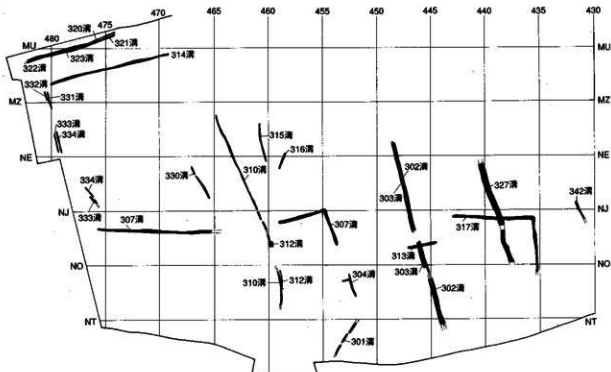 480 475 470 465 460 455 450 445 440 435 430
320溝
321溝
MU 323溝 314溝 MU
322溝
332溝 331溝
MZ MZ
333溝
334溝 315溝
316溝
NE 302溝 NE
330溝 310溝 327溝
334溝 303溝 342溝
NJ NJ
333溝 307溝 307溝 317溝
312溝 313溝
NO 303溝 NO
310溝 312溝 304溝 302溝
NT NT
301溝